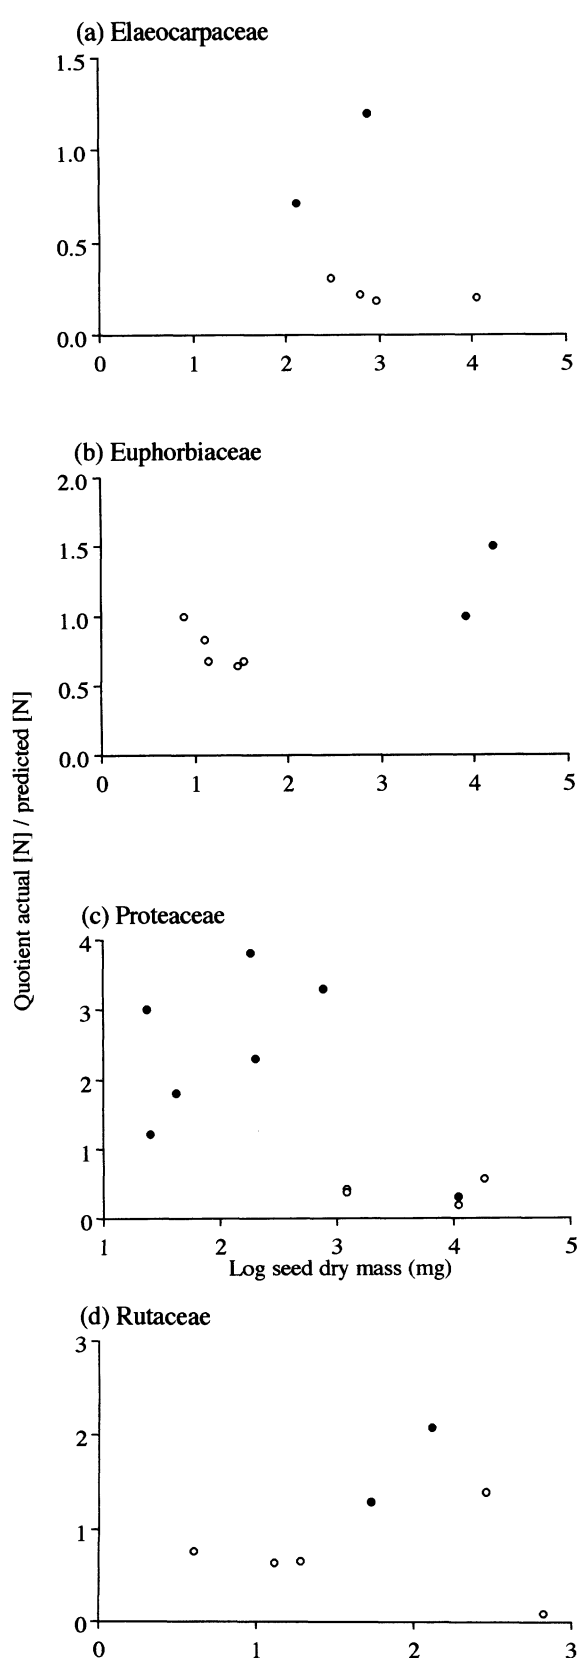 (a) Elaeocarpaceae
1.5
1.0
0.5
0.0
0 1 2 3 4 5
(b) Euphorbiaceae
2.0
1.5
1.0
0.5
0.0
0 1 2 3 4 5
Quotient actual [N] / predicted [N]
(c) Proteaceae
4
3
2
1
0
1 2 3 4 5
Log seed dry mass (mg)
(d) Rutaceae
3
2
1
0
0 1 2 3